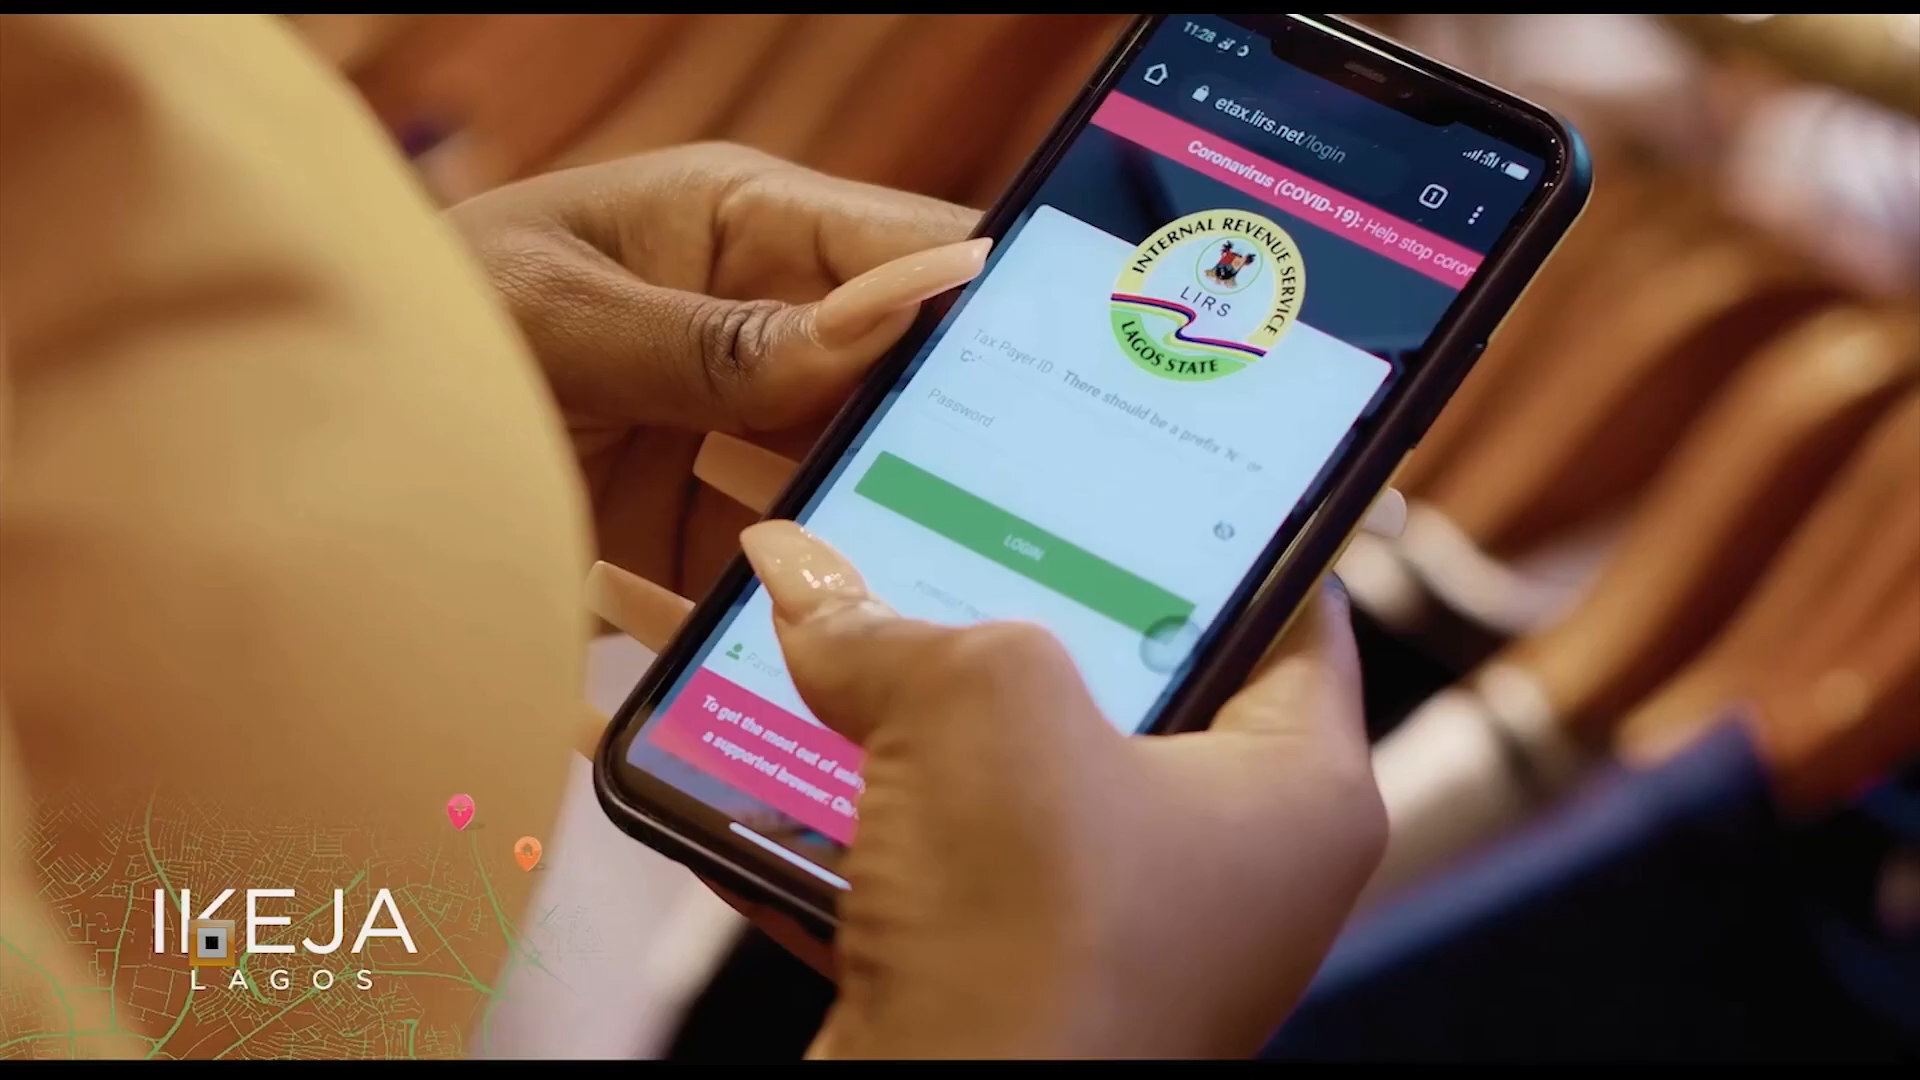 11:28
etax.lirs.net/login
1
Coronavirus (COVID-19): Help stop coron
INTERNAL REVENUE SERVICE
LIRS
LAGOS STATE
Tax Payer ID - There should be a prefix 'N' or
'C-'
Password
LOGIN
To get the most out of
a supported browser.
IKEJA
LAGOS